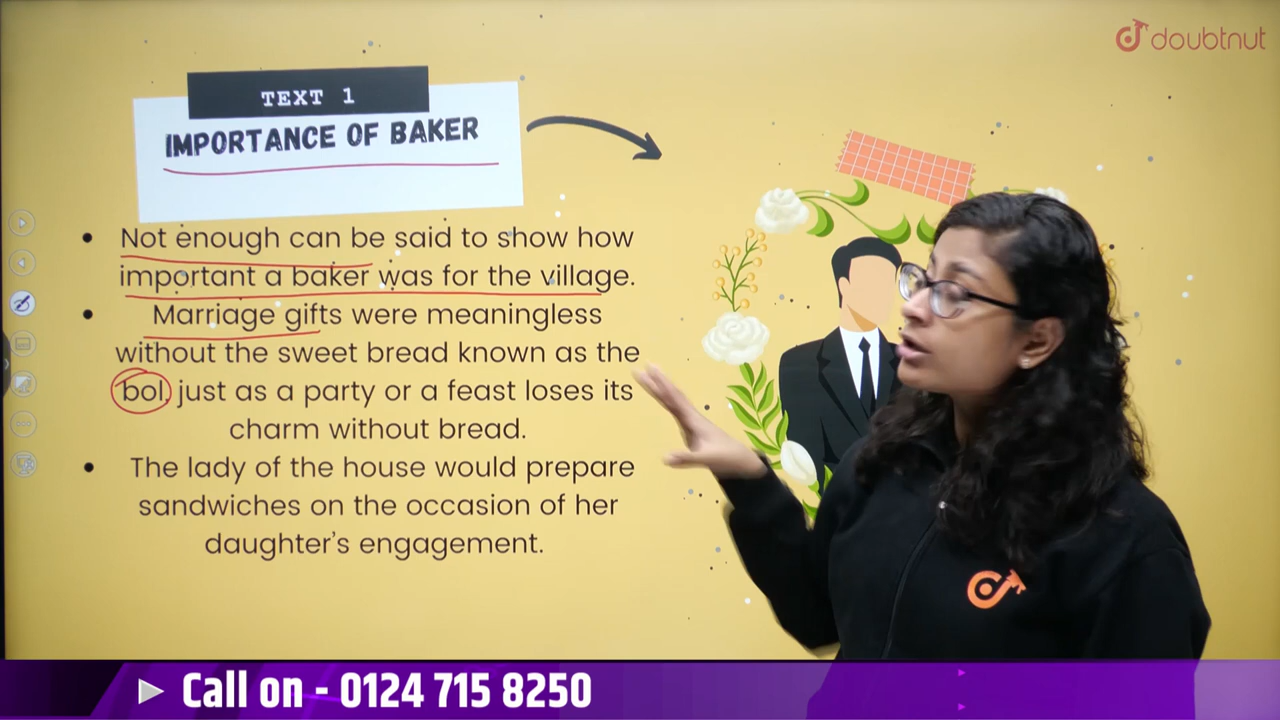 doubtnut
TEXT 1
IMPORTANCE OF BAKER
Not enough can be said to show how
important a baker was for the village.
Marriage gifts were meaningless
without the sweet bread known as the
bol, just as a party or a feast loses its
charm without bread.
The lady of the house would prepare
sandwiches on the occasion of her
daughter's engagement.
Call on - 0124 715 8250